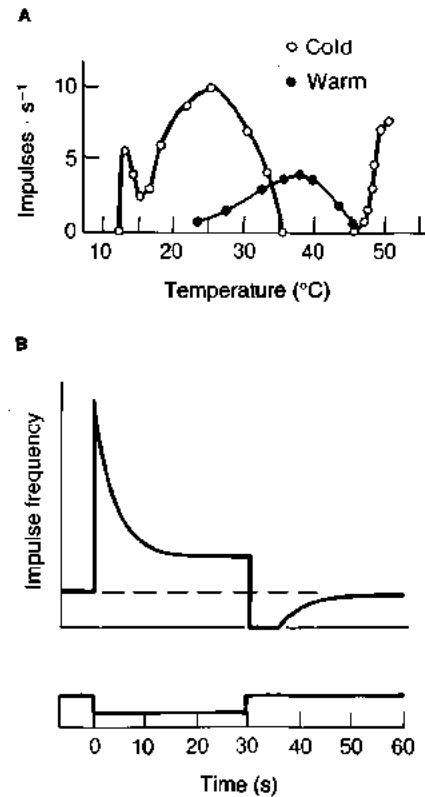 A
Cold
Warm
Impulses · s⁻¹
10
5
0
10 20 30 40 50
Temperature (°C)
B
Impulse frequency
0 10 20 30 40 50 60
Time (s)